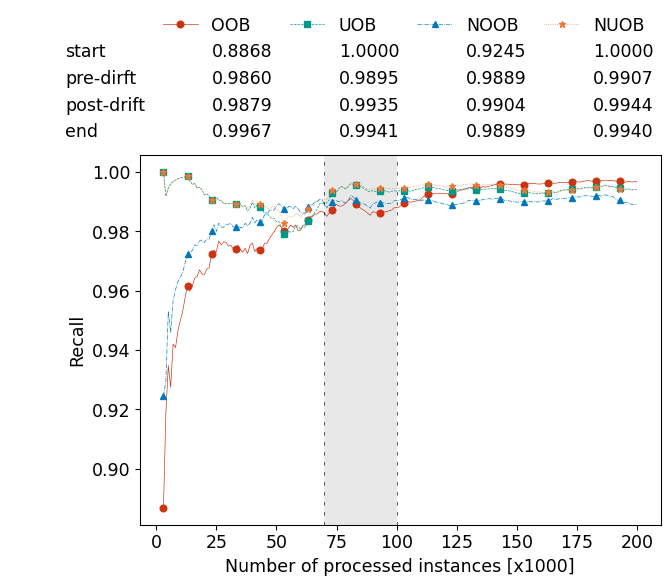 OOB UOB NOOB NUOB
start 0.8868 1.0000 0.9245 1.0000
pre-dirft 0.9860 0.9895 0.9889 0.9907
post-drift 0.9879 0.9935 0.9904 0.9944
end 0.9967 0.9941 0.9889 0.9940
1.00
0.98
0.96
0.94
0.92
0.90
Recall
0 25 50 75 100 125 150 175 200
Number of processed instances [x1000]